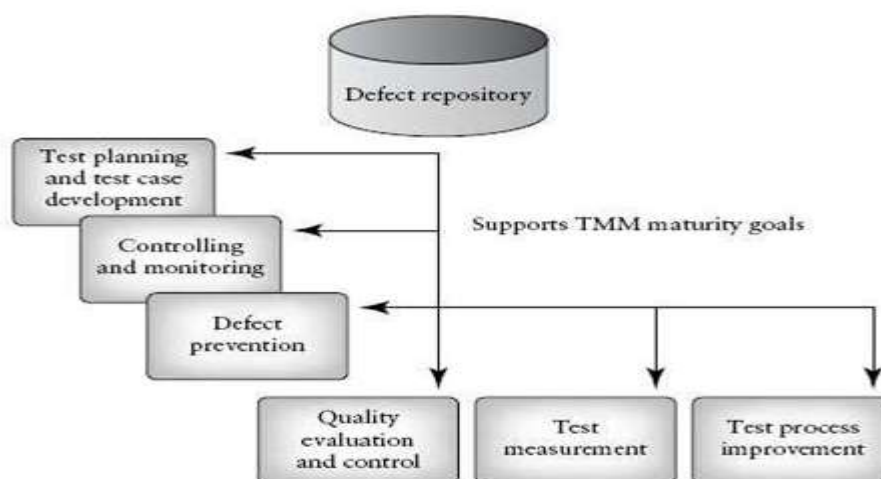 Defect repository
Test planning
and test case
development
Supports TMM maturity goals
Controlling
and monitoring
Defect
prevention
Quality
evaluation
and control
Test
measurement
Test process
improvement